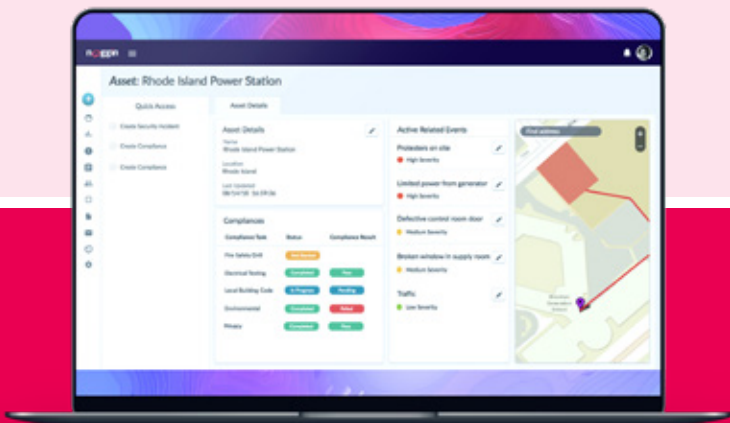 noggin
Asset: Rhode Island Power Station
Quick Access
Create Security Incident
Create Compliance
Create Compliance
Asset Details
Asset Details
Name
Rhode Island Power Station
Location
Rhode Island
Last Updated
Compliances
Compliance Task Status Compliance Result
Fire Safety Drill Not Started
Electrical Testing Completed Pass
Local Building Code In Progress Pending
Environmental Completed Failed
Privacy Completed Pass
Active Related Events
Protesters on site
High Severity
Limited power from generator
High Severity
Defective control room door
Medium Severity
Broken window in supply room
Medium Severity
Traffic
Low Severity
Find address